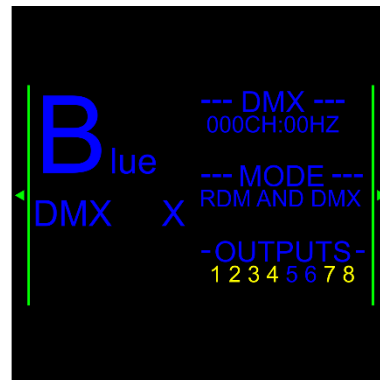 Blue
DMX X
--- DMX ---
000CH:00HZ
--- MODE ---
RDM AND DMX
-OUTPUTS-
1 2 3 4 5 6 7 8